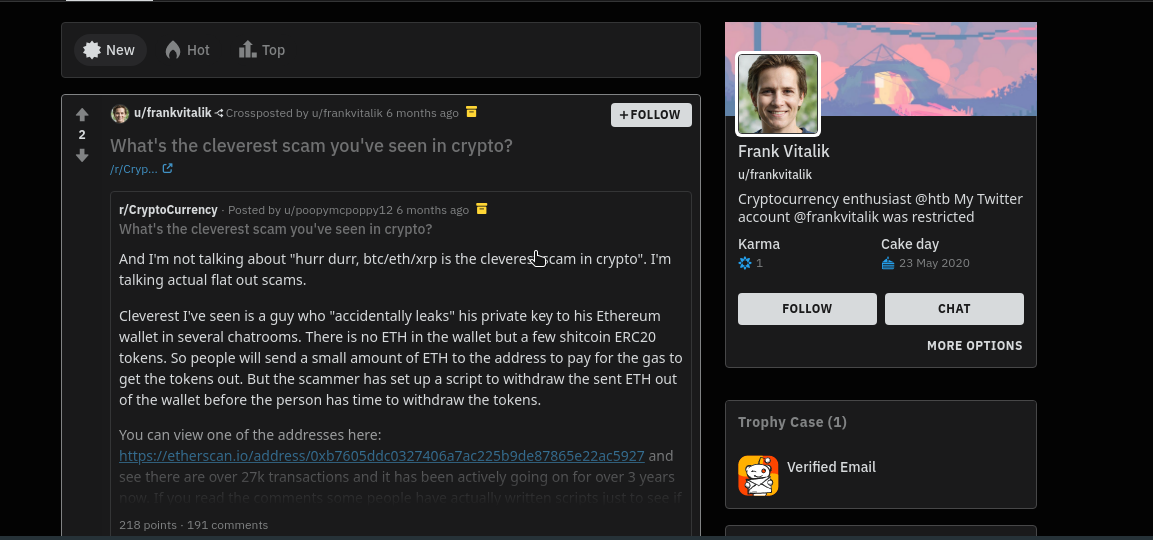 New
Hot
Top
u/frankvitalik Crossposted by u/frankvitalik 6 months ago
+FOLLOW
2
What's the cleverest scam you've seen in crypto?
/r/Cryp...
r/CryptoCurrency · Posted by u/poopymcpoppy12 6 months ago
What's the cleverest scam you've seen in crypto?
And I'm not talking about "hurr durr, btc/eth/xrp is the cleverest scam in crypto". I'm
talking actual flat out scams.
Cleverest I've seen is a guy who "accidentally leaks" his private key to his Ethereum
wallet in several chatrooms. There is no ETH in the wallet but a few shitcoin ERC20
tokens. So people will send a small amount of ETH to the address to pay for the gas to
get the tokens out. But the scammer has set up a script to withdraw the sent ETH out
of the wallet before the person has time to withdraw the tokens.
You can view one of the addresses here:
https://etherscan.io/address/0xb7605ddc0327406a7ac225b9de87865e22ac5927 and
see there are over 27k transactions and it has been actively going on for over 3 years
now. If you read the comments some people have actually written scripts just to see if
218 points · 191 comments
Frank Vitalik
u/frankvitalik
Cryptocurrency enthusiast @htb My Twitter
account @frankvitalik was restricted
Karma
1
Cake day
23 May 2020
FOLLOW
CHAT
MORE OPTIONS
Trophy Case (1)
Verified Email